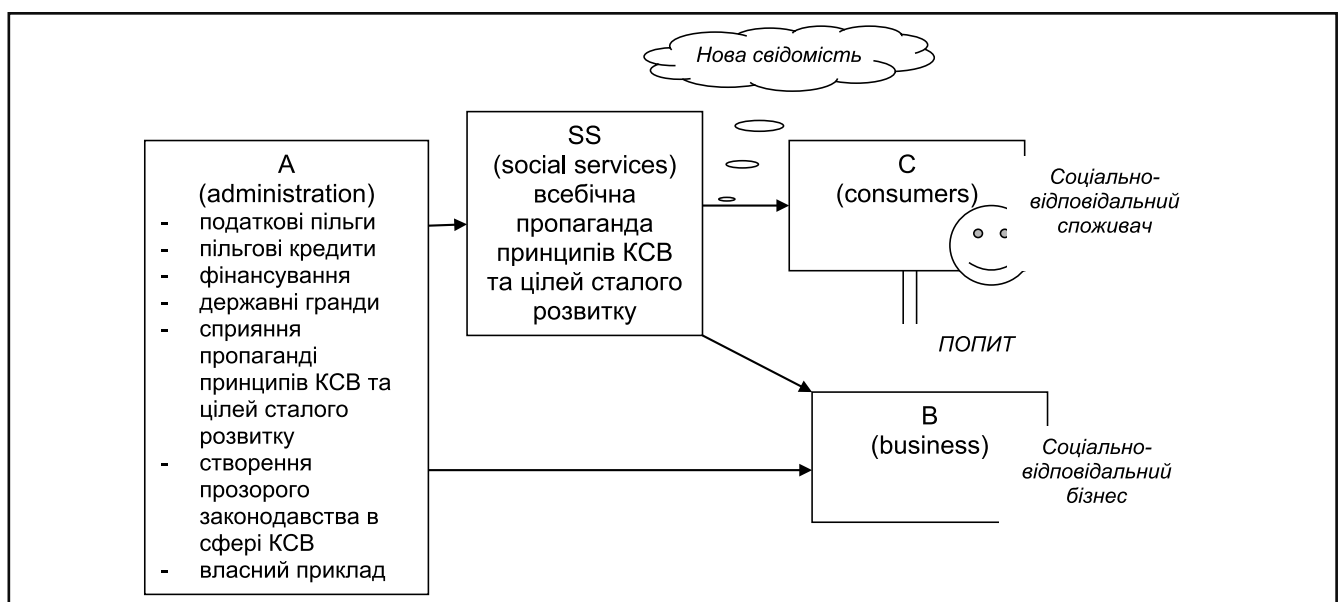 Нова свідомість
А
(administration)
- податкові пільги
- пільгові кредити
- фінансування
- державні гранди
- сприяння
пропаганді
принципів КСВ та
цілей сталого
розвитку
- створення
прозорого
законодавства в
сфері КСВ
- власний приклад
SS
(social services)
всебічна
пропаганда
принципів КСВ
та цілей сталого
розвитку
C
(consumers)
Соціально-
відповідальний
споживач
ПОПИТ
B
(business)
Соціально-
відповідальний
бізнес